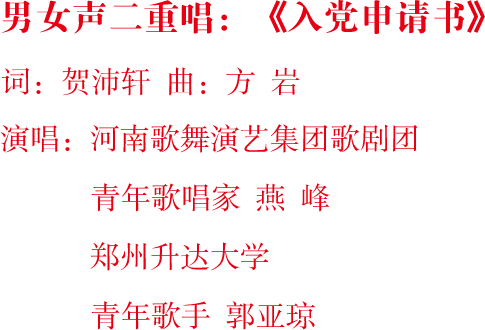 男女声二重唱：《入党申请书》
词：贺沛轩 曲：方 岩
演唱：河南歌舞演艺集团歌剧团
青年歌唱家 燕 峰
郑州升达大学
青年歌手 郭亚琼